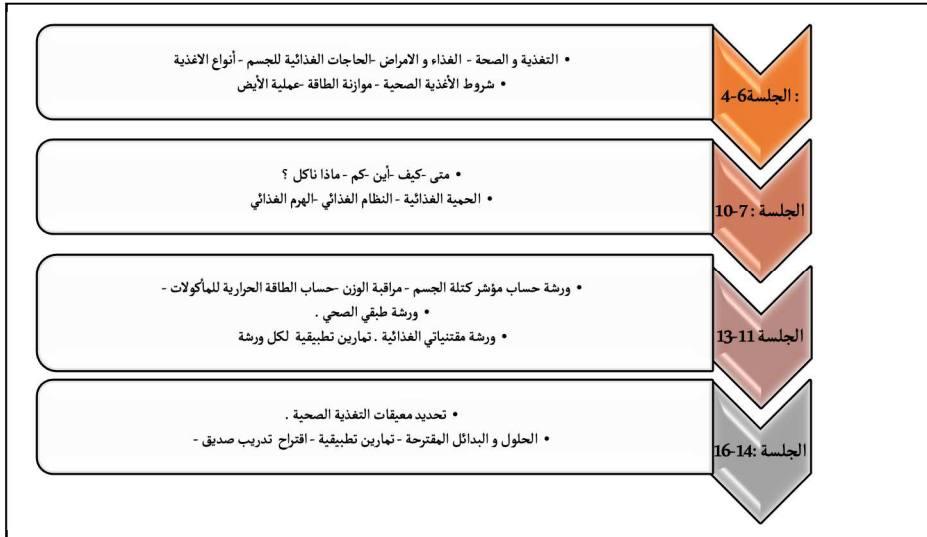 : الجلسة4-6
• التغذية و الصحة - الغذاء و الامراض -الحاجات الغذائية للجسم - أنواع الاغذية
• شروط الأغذية الصحية - موازنة الطاقة -عملية الأيض
الجلسة : 7-10
• متى -كيف -أين -كم - ماذا ناكل ؟
• الحمية الغذائية - النظام الغذائي -الهرم الغذائي
الجلسة 11-13
• ورشة حساب مؤشر كتلة الجسم - مراقبة الوزن -حساب الطاقة الحرارية للمأكولات -
• ورشة طبقي الصحي .
• ورشة مقتنياتي الغذائية . تمارين تطبيقية لكل ورشة
الجلسة :14-16
• تحديد معيقات التغذية الصحية .
• الحلول و البدائل المقترحة - تمارين تطبيقية - اقتراح تدريب صديق -